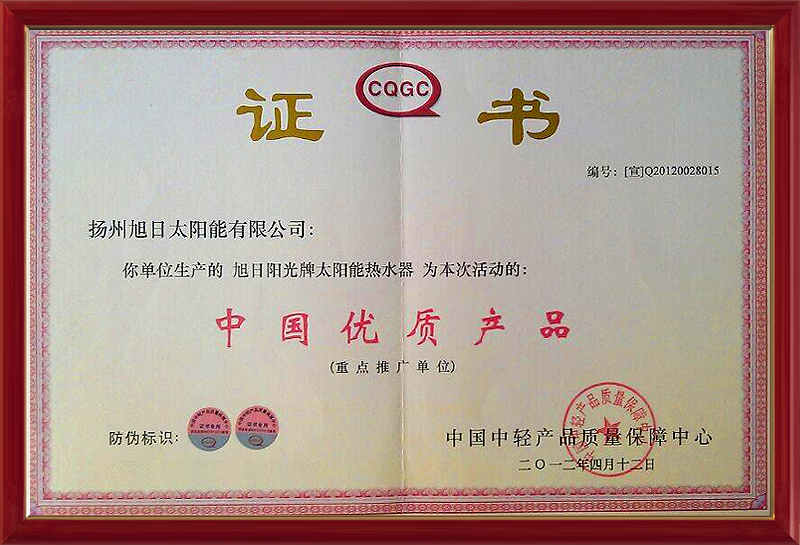 证 CQGC 书
编号：[宣]Q20120028015
扬州旭日太阳能有限公司：
你单位生产的 旭日阳光牌太阳能热水器 为本次活动的：
中国优质产品
(重点推广单位)
防伪标识：
证书专用 证书专用
中国中轻产品质量保障中心
二〇一二年四月十二日